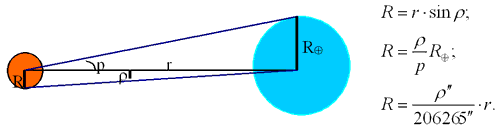 R = r · sin ρ;
p r R⊕
R = ρ/p R⊕;
R ρ
R = ρ″/206265″ · r.